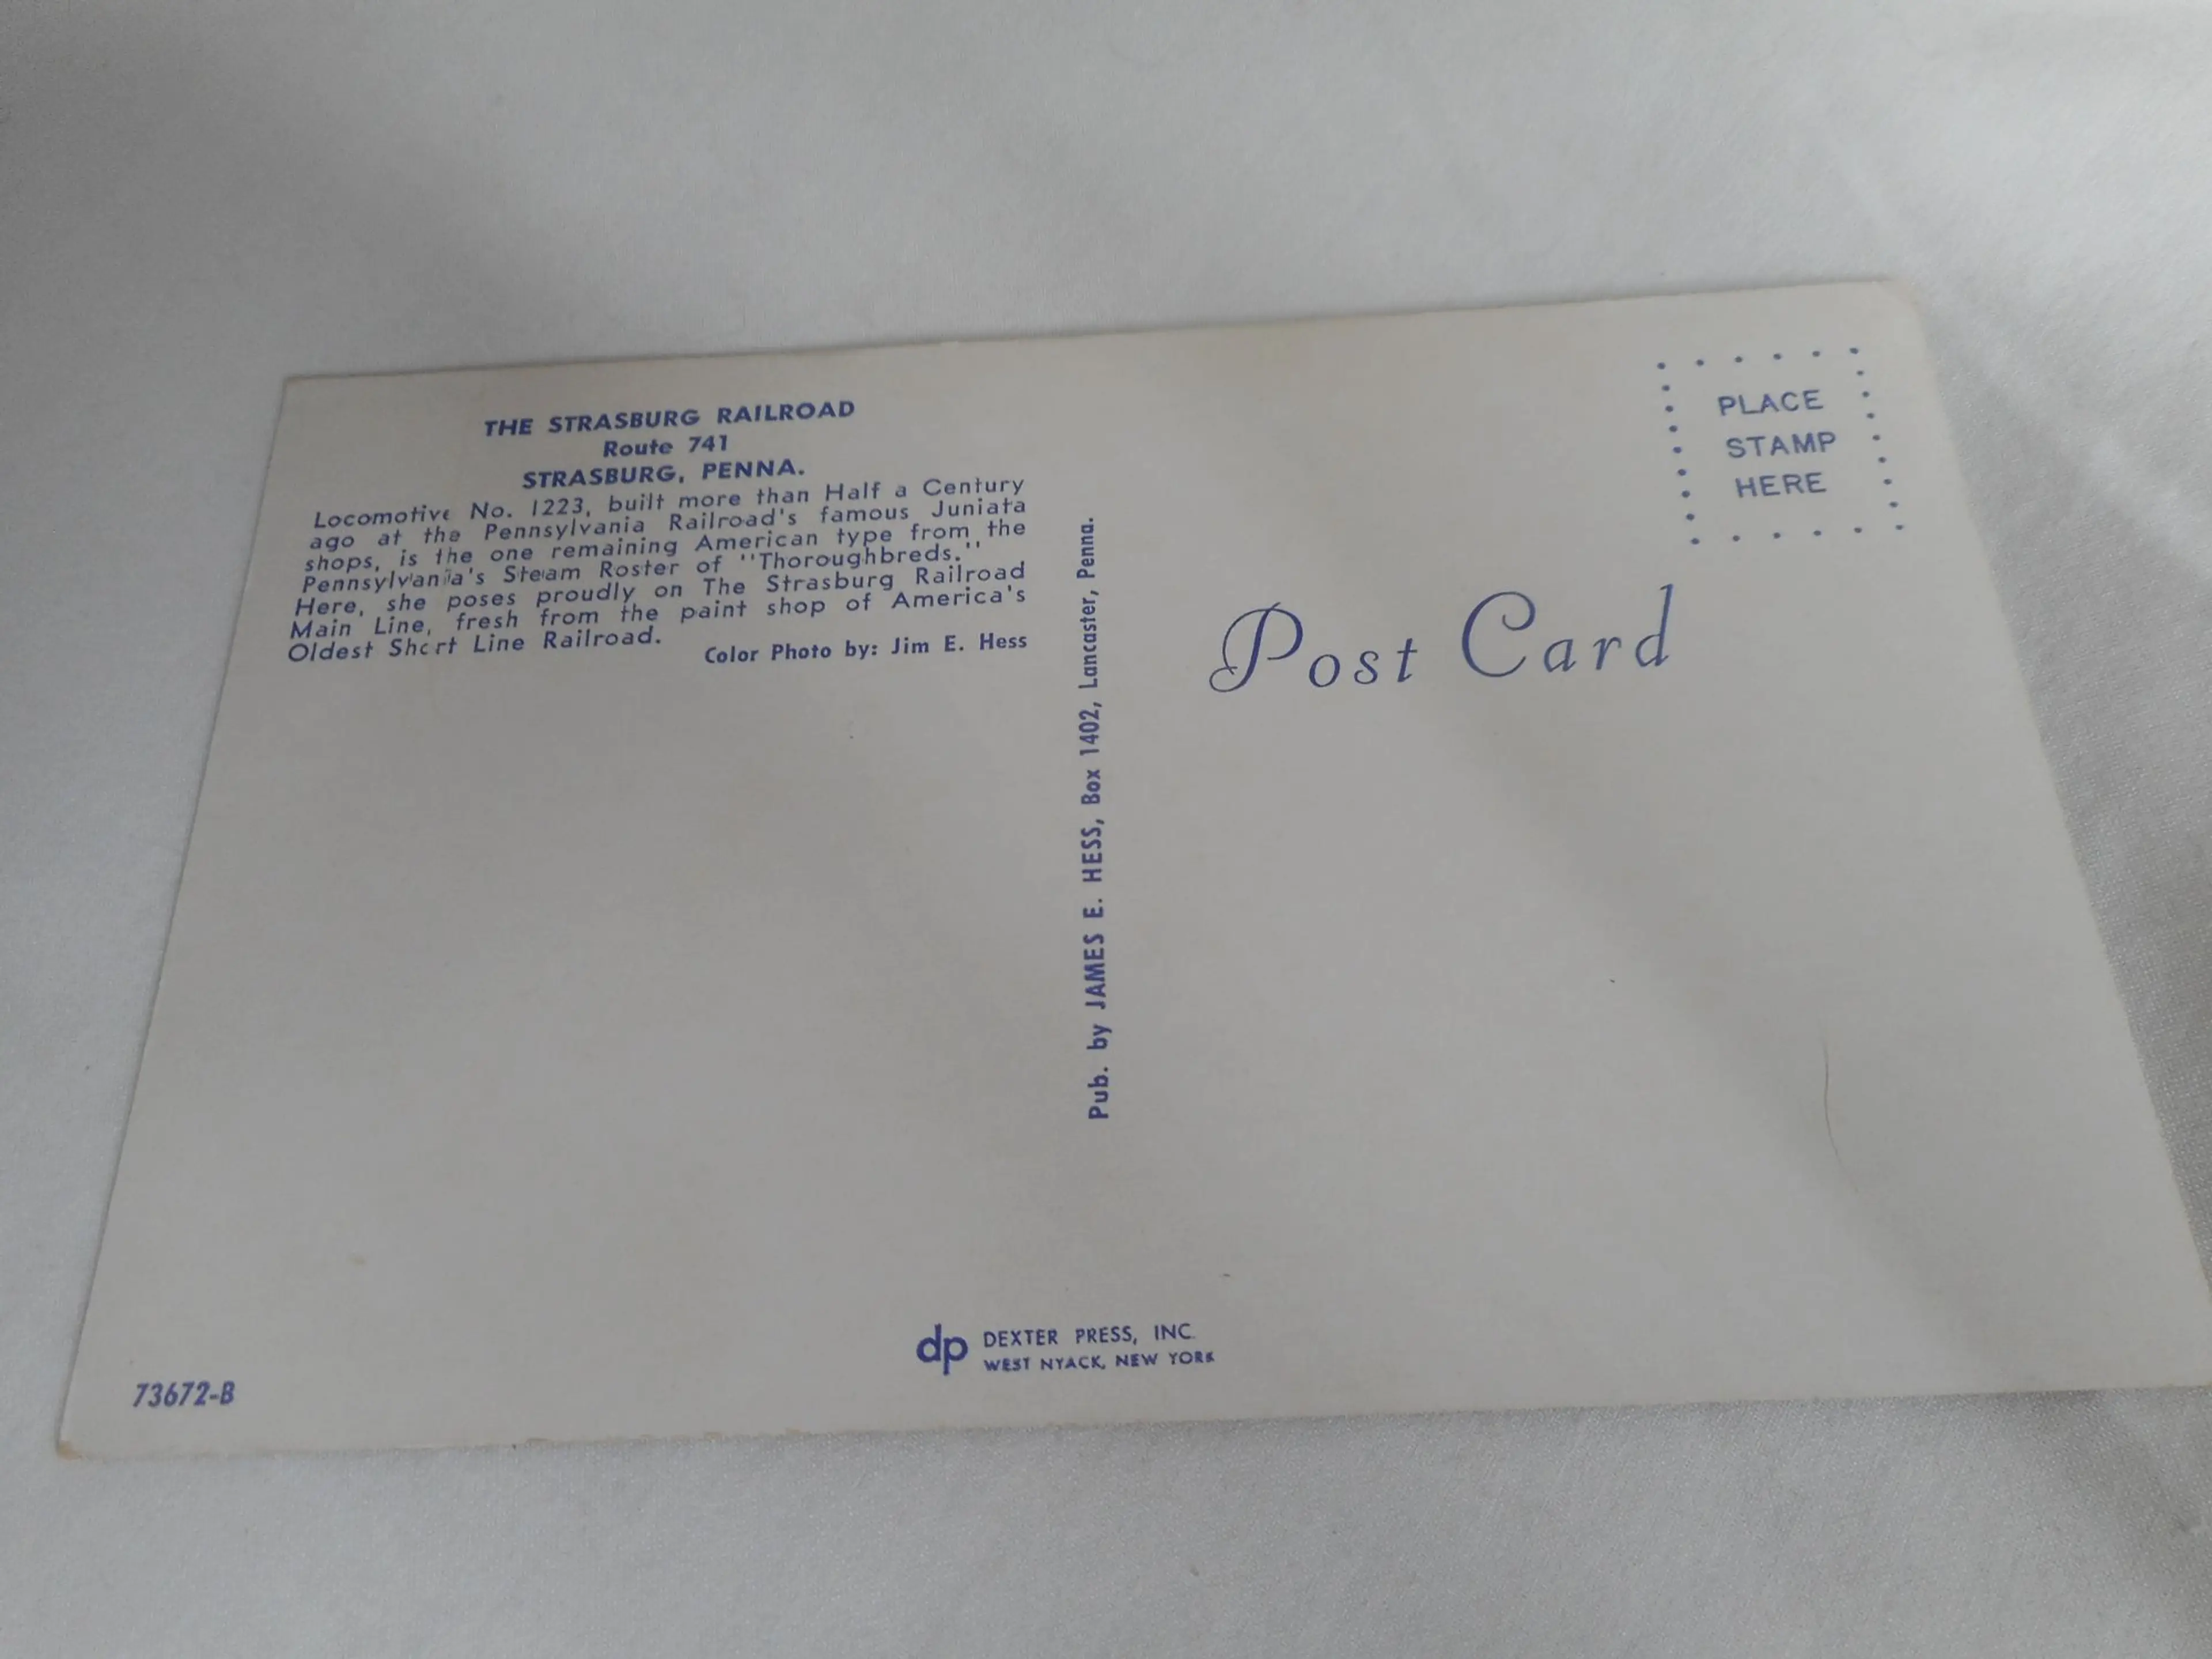 THE STRASBURG RAILROAD
Route 741
STRASBURG, PENNA.
Locomotive No. 1223, built more than Half a Century
ago at the Pennsylvania Railroad's famous Juniata
shops, is the one remaining American type from the
Pennsylvania's Steam Roster of "Thoroughbreds."
Here, she poses proudly on The Strasburg Railroad
Main Line, fresh from the paint shop of America's
Oldest Short Line Railroad.
Color Photo by: Jim E. Hess
Pub. by JAMES E. HESS, Box 1402, Lancaster, Penna.
PLACE
STAMP
HERE
Post Card
dp DEXTER PRESS, INC.
WEST NYACK, NEW YORK
73672-B